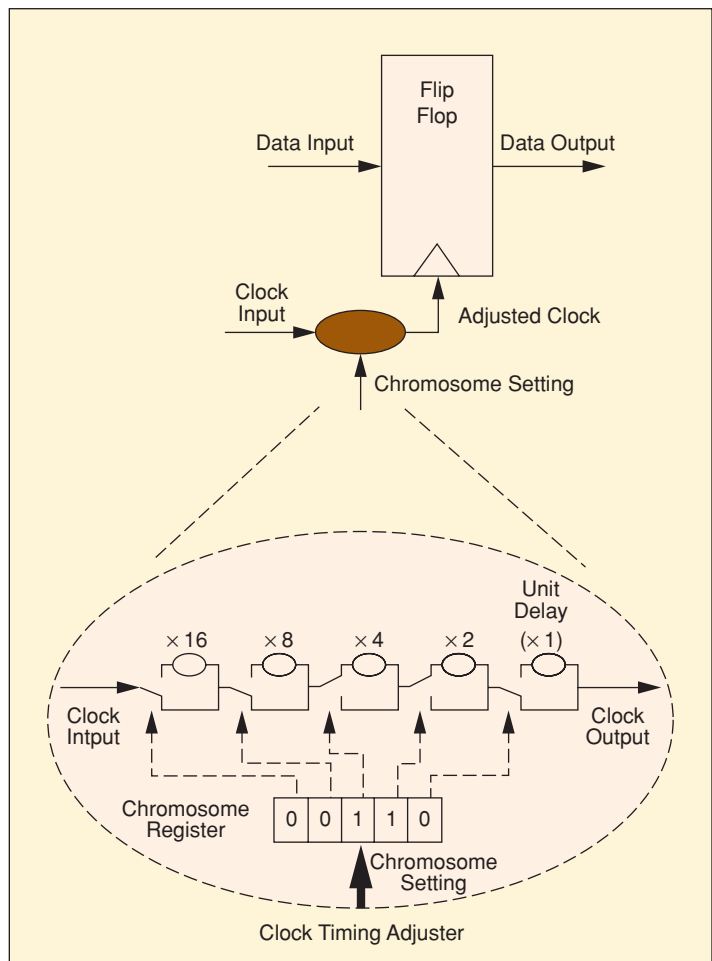 Flip
Flop
Data Input
Data Output
Clock
Input
Adjusted Clock
Chromosome Setting
Unit
Delay
×16
×8
×4
×2
(×1)
Clock
Intput
Clock
Output
Chromosome
Register
0 0 1 1 0
Chromosome
Setting
Clock Timing Adjuster